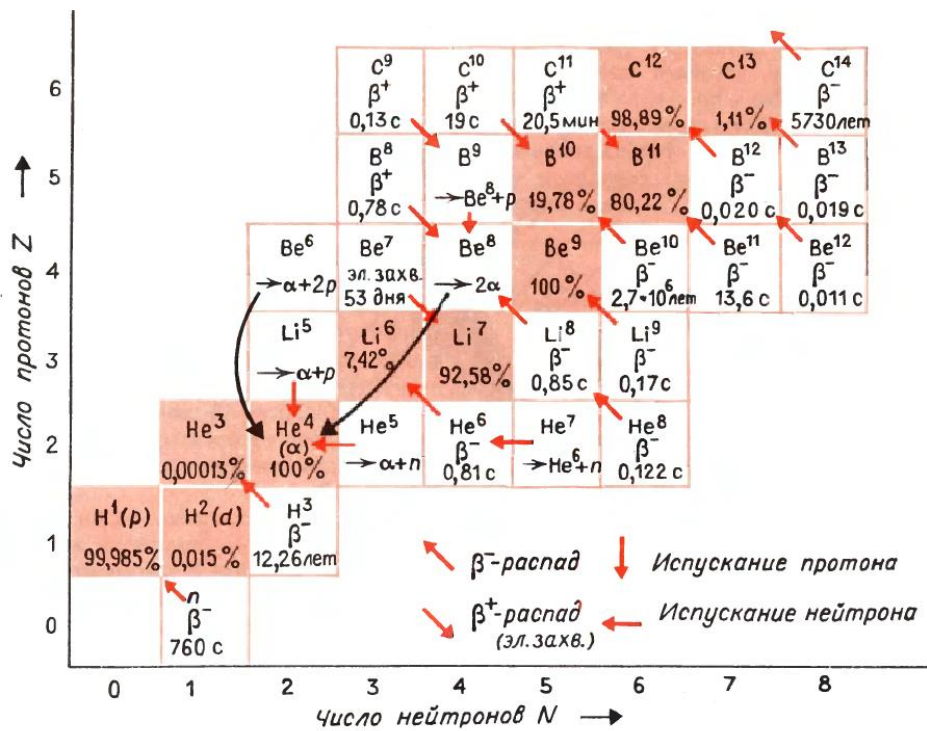 Число протонов Z →
6
C⁹
β⁺
0,13 с
C¹⁰
β⁺
19 с
C¹¹
β⁺
20,5 мин
C¹²
98,89%
C¹³
1,11%
C¹⁴
β⁻
5730 лет
5
B⁸
β⁺
0,78 с
B⁹
→Be⁸+p
B¹⁰
19,78%
B¹¹
80,22%
B¹²
β⁻
0,020 с
B¹³
β⁻
0,019 с
4
Be⁶
→α+2p
Be⁷
эл. захв.
53 дня
Be⁸
→2α
Be⁹
100%
Be¹⁰
β⁻
2,7·10⁶ лет
Be¹¹
β⁻
13,6 с
Be¹²
β⁻
0,011 с
3
Li⁵
→α+p
Li⁶
7,42%
Li⁷
92,58%
Li⁸
β⁻
0,85 с
Li⁹
β⁻
0,17 с
2
He³
0,00013%
He⁴
(α)
100%
He⁵
→α+n
He⁶
β⁻
0,81 с
He⁷
→He⁶+n
He⁸
β⁻
0,122 с
1
H¹(p)
99,985%
H²(d)
0,015%
H³
β⁻
12,26 лет
0
n
β⁻
760 с
β⁻-распад
Испускание протона
β⁺-распад
(эл. захв.)
Испускание нейтрона
0 1 2 3 4 5 6 7 8
Число нейтронов N →